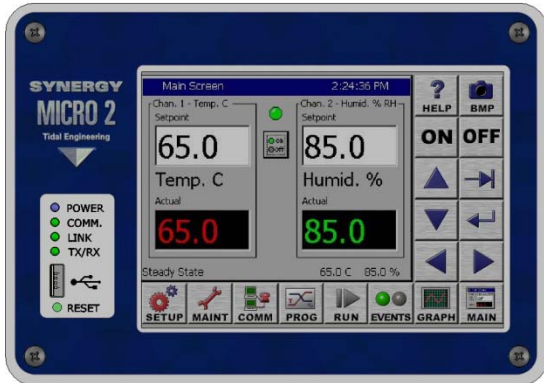 SYNERGY
MICRO 2
Tidal Engineering
POWER
COMM.
LINK
TX/RX
RESET
Main Screen 2:24:36 PM
Chan. 1 - Temp. C
Setpoint
65.0
Temp. C
Actual
65.0
ON
OFF
Chan. 2 - Humid. % RH
Setpoint
85.0
Humid. %
Actual
85.0
Steady State 65.0 C 85.0 %
? HELP
BMP
ON OFF
SETUP MAINT COMM PROG RUN EVENTS GRAPH MAIN